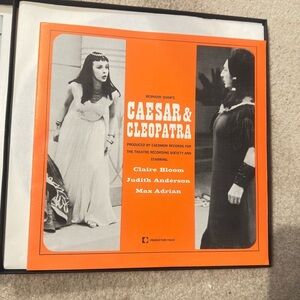 BERNARD SHAW'S
CAESAR &
CLEOPATRA
PRODUCED BY CAEDMON RECORDS FOR
THE THEATRE RECORDING SOCIETY AND
STARRING
Claire Bloom
Judith Anderson
Max Adrian